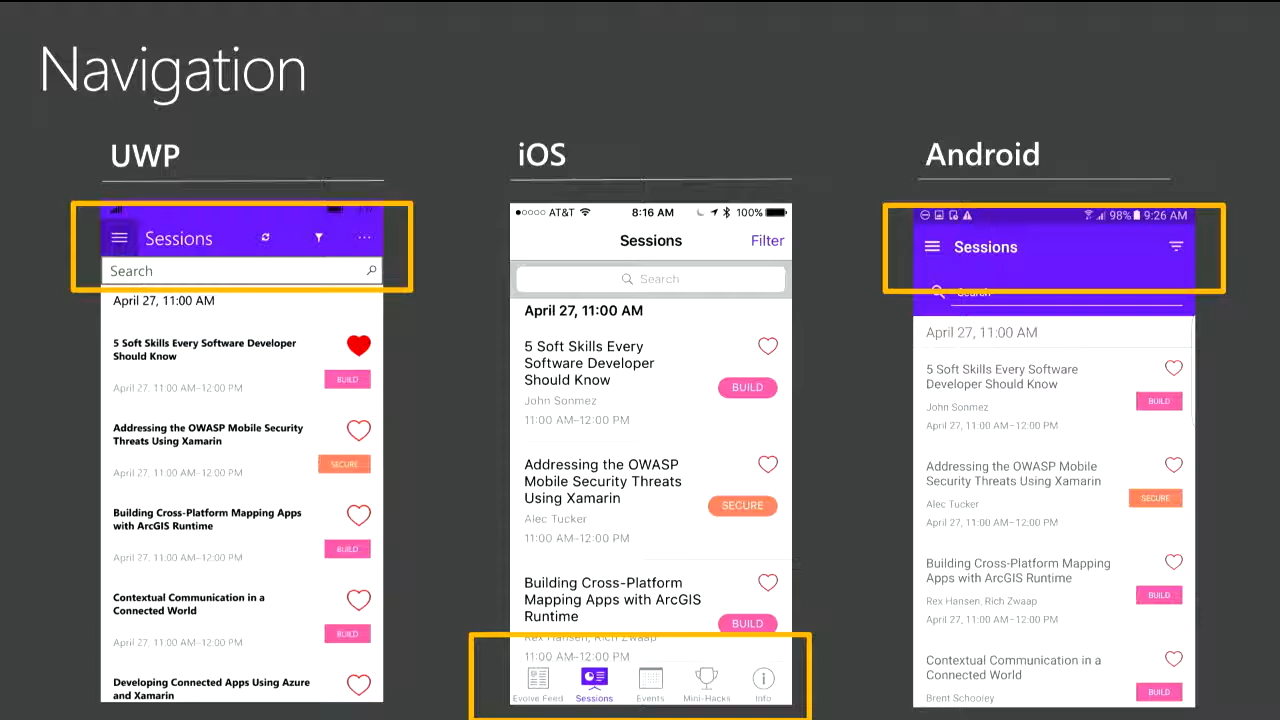 Navigation
UWP
Sessions
Search
April 27, 11:00 AM
5 Soft Skills Every Software Developer
Should Know
BUILD
April 27, 11:00 AM–12:00 PM
Addressing the OWASP Mobile Security
Threats Using Xamarin
SECURE
April 27, 11:00 AM–12:00 PM
Building Cross-Platform Mapping Apps
with ArcGIS Runtime
BUILD
April 27, 11:00 AM–12:00 PM
Contextual Communication in a
Connected World
BUILD
April 27, 11:00 AM–12:00 PM
Developing Connected Apps Using Azure
and Xamarin
iOS
AT&T 8:16 AM 100%
Sessions Filter
Search
April 27, 11:00 AM
5 Soft Skills Every
Software Developer
Should Know
BUILD
John Sonmez
11:00 AM–12:00 PM
Addressing the OWASP
Mobile Security Threats
Using Xamarin
SECURE
Alec Tucker
11:00 AM–12:00 PM
Building Cross-Platform
Mapping Apps with ArcGIS
Runtime
BUILD
Rex Hansen, Rich Zwaap
11:00 AM–12:00 PM
Evolve Feed Sessions Events Mini-Hacks Info
Android
98% 9:26 AM
Sessions
Search
April 27, 11:00 AM
5 Soft Skills Every Software
Developer Should Know
BUILD
John Sonmez
April 27, 11:00 AM–12:00 PM
Addressing the OWASP Mobile
Security Threats Using Xamarin
SECURE
Alec Tucker
April 27, 11:00 AM–12:00 PM
Building Cross-Platform Mapping
Apps with ArcGIS Runtime
BUILD
Rex Hansen, Rich Zwaap
April 27, 11:00 AM–12:00 PM
Contextual Communication in a
Connected World
BUILD
Brent Schooley